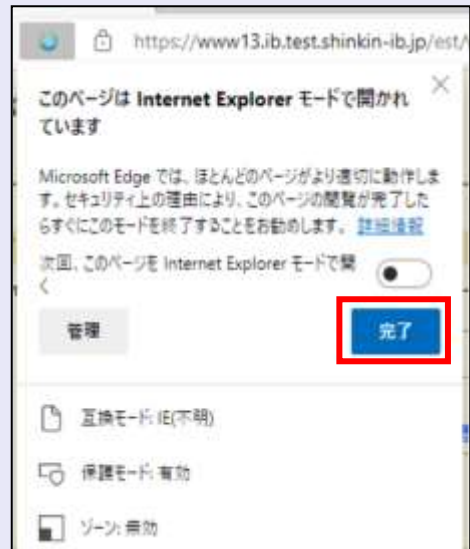 https://www13.ib.test.shinkin-ib.jp/est/
このページは Internet Explorer モードで開かれ
ています
Microsoft Edge では、ほとんどのページがより適切に動作しま
す。セキュリティ上の理由により、このページの閲覧が完了した
らすぐにこのモードを終了することをお勧めします。 詳細情報
次回、このページを Internet Explorer モードで開
く
管理
完了
互換モード: IE(不明)
保護モード: 有効
ゾーン: 無効